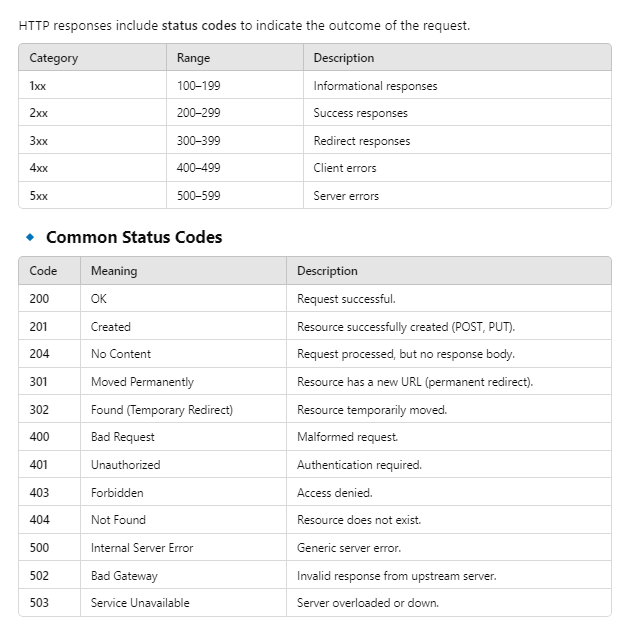 HTTP responses include status codes to indicate the outcome of the request.
Category Range Description
1xx 100–199 Informational responses
2xx 200–299 Success responses
3xx 300–399 Redirect responses
4xx 400–499 Client errors
5xx 500–599 Server errors
Common Status Codes
Code Meaning Description
200 OK Request successful.
201 Created Resource successfully created (POST, PUT).
204 No Content Request processed, but no response body.
301 Moved Permanently Resource has a new URL (permanent redirect).
302 Found (Temporary Redirect) Resource temporarily moved.
400 Bad Request Malformed request.
401 Unauthorized Authentication required.
403 Forbidden Access denied.
404 Not Found Resource does not exist.
500 Internal Server Error Generic server error.
502 Bad Gateway Invalid response from upstream server.
503 Service Unavailable Server overloaded or down.